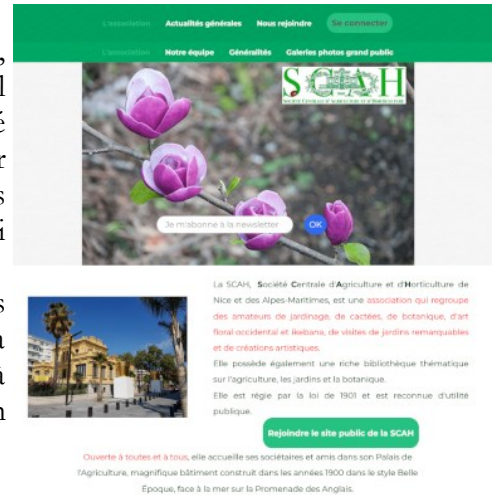 L'association Actualités générales Nous rejoindre Se connecter
L'association Notre équipe Généralités Galeries photos grand public
SCAH
SOCIÉTÉ CENTRALE D'AGRICULTURE ET D'HORTICULTURE
Je m'abonne à la newsletter OK
La SCAH, Société Centrale d'Agriculture et d'Horticulture de
Nice et des Alpes-Maritimes, est une association qui regroupe
des amateurs de jardinage, de cactées, de botanique, d'art
floral occidental et ikebana, de visites de jardins remarquables
et de créations artistiques.
Elle possède également une riche bibliothèque thématique
sur l'agriculture, les jardins et la botanique.
Elle est régie par la loi de 1901 et est reconnue d'utilité
publique.
Rejoindre le site public de la SCAH
Ouverte à toutes et à tous, elle accueille ses sociétaires et amis dans son Palais de
l'Agriculture, magnifique bâtiment construit dans les années 1900 dans le style Belle
Époque, face à la mer sur la Promenade des Anglais.